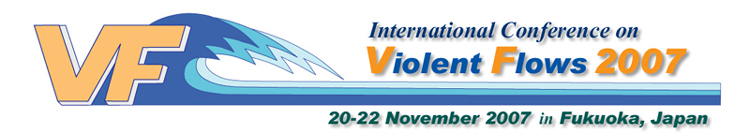 VF
International Conference on
Violent Flows 2007
20-22 November 2007 in Fukuoka, Japan